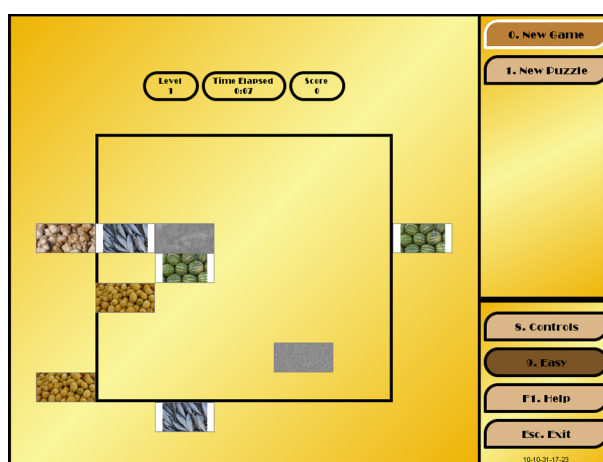 0. New Game
1. New Puzzle
Level
1
Time Elapsed
0:07
Score
0
8. Controls
9. Easy
F1. Help
Esc. Exit
10-10-31-17-23